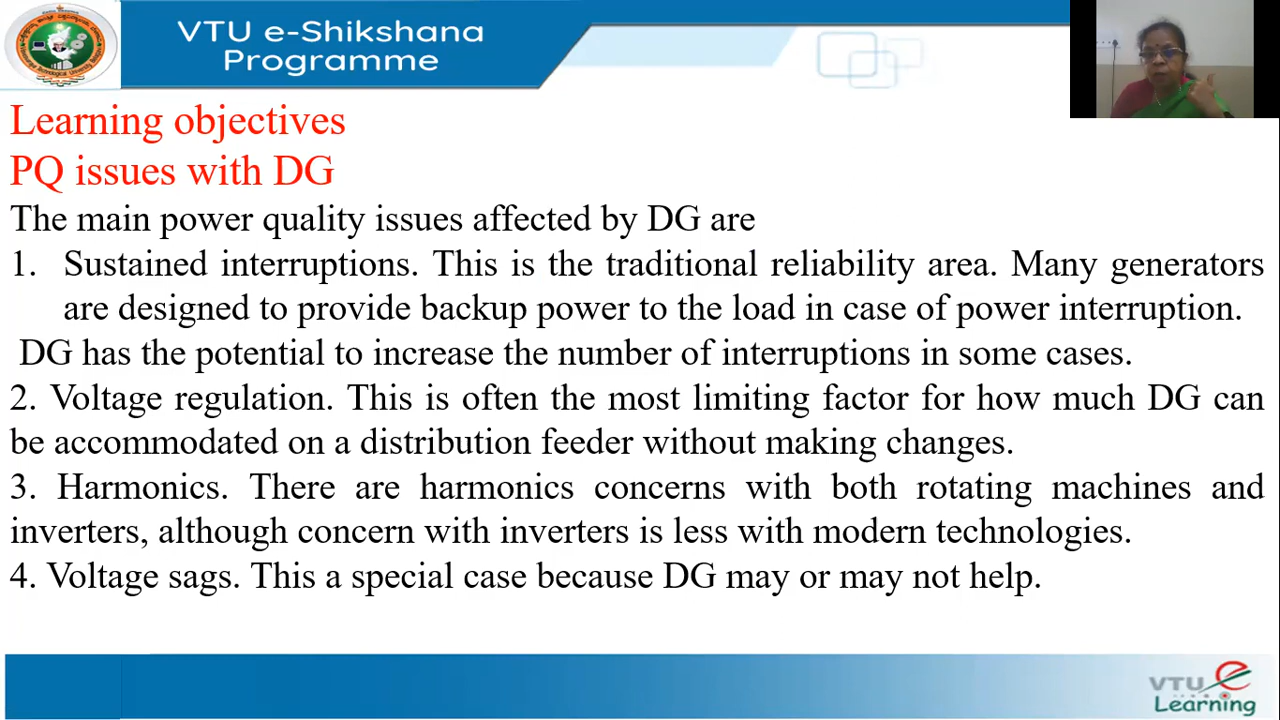 VTU e-Shikshana
Programme
Learning objectives
PQ issues with DG
The main power quality issues affected by DG are
1. Sustained interruptions. This is the traditional reliability area. Many generators
are designed to provide backup power to the load in case of power interruption.
DG has the potential to increase the number of interruptions in some cases.
2. Voltage regulation. This is often the most limiting factor for how much DG can
be accommodated on a distribution feeder without making changes.
3. Harmonics. There are harmonics concerns with both rotating machines and
inverters, although concern with inverters is less with modern technologies.
4. Voltage sags. This a special case because DG may or may not help.
VTU e
Learning